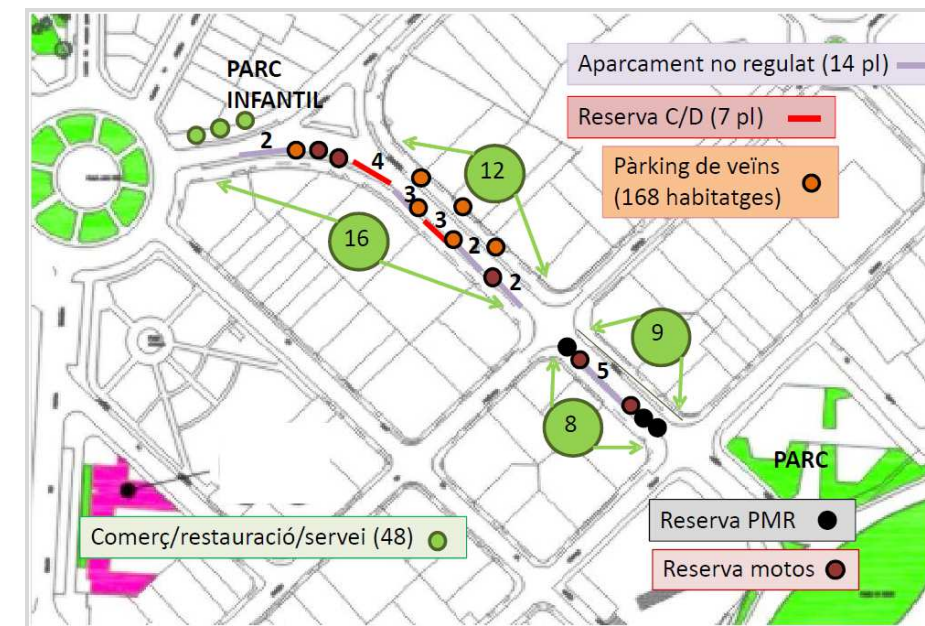 PARC
INFANTIL
Aparcament no regulat (14 pl)
Reserva C/D (7 pl)
Pàrking de veïns
(168 habitatges)
2
4
12
3
3
16
2
2
9
5
8
PARC
Reserva PMR
Comerç/restauració/servei (48)
Reserva motos